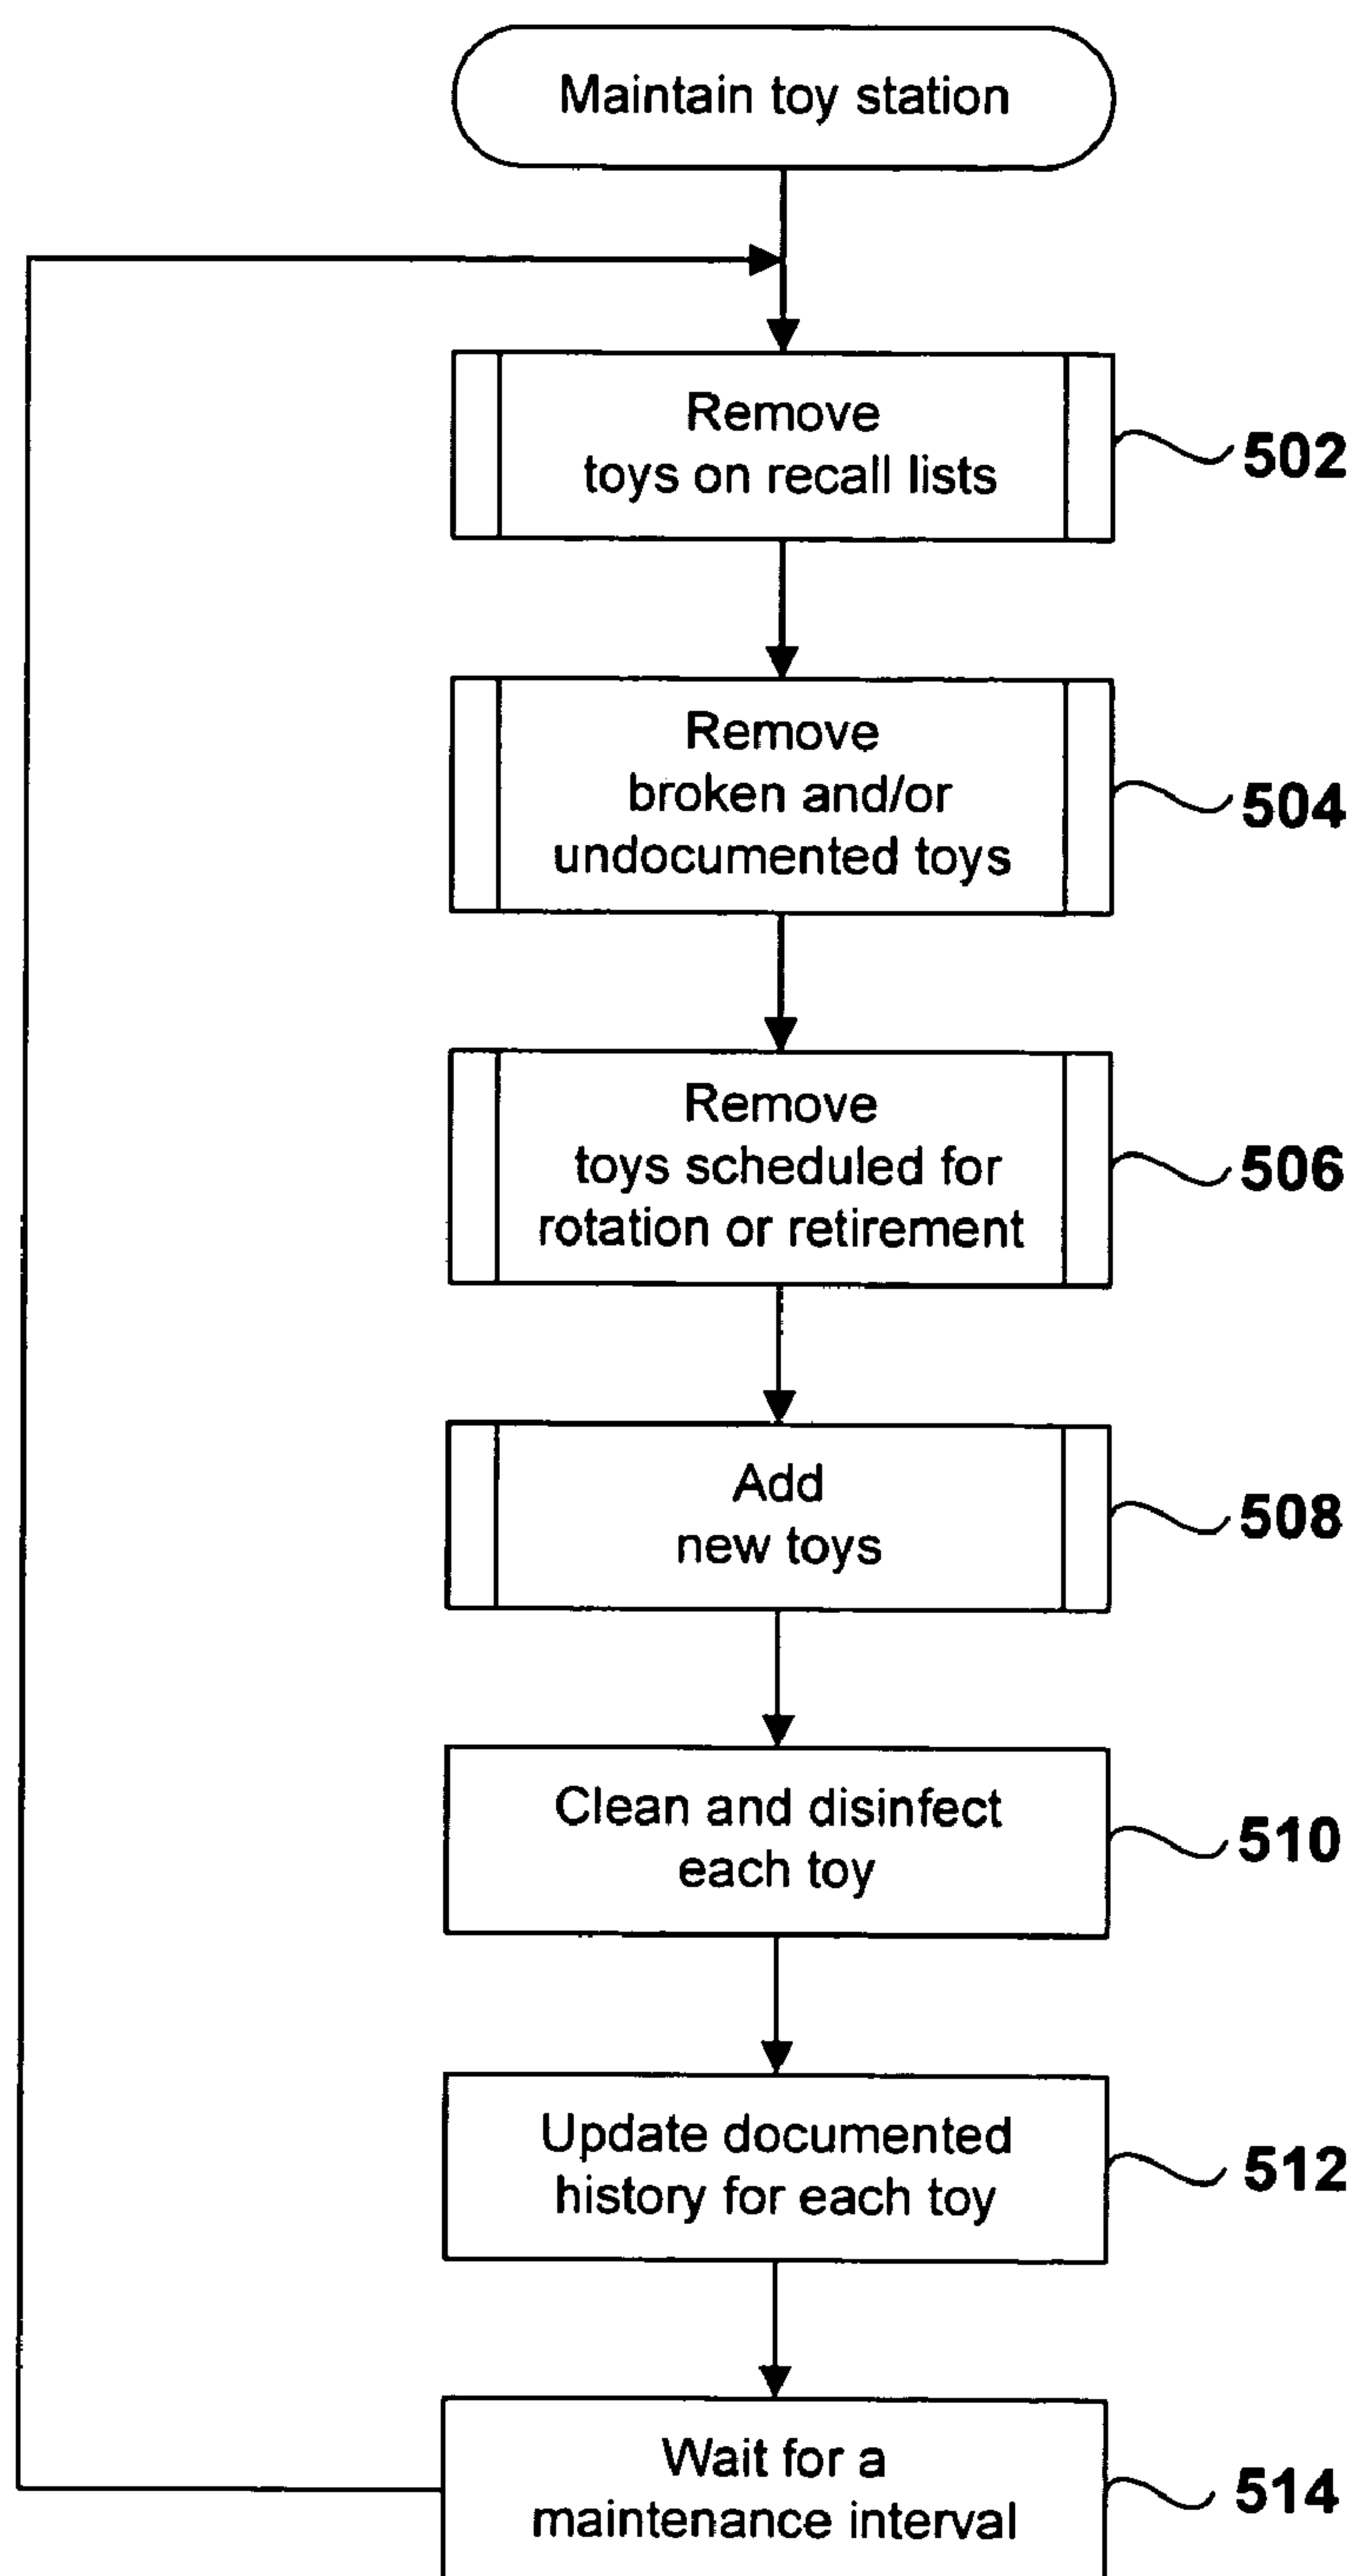 Maintain toy station
Remove
toys on recall lists
502
Remove
broken and/or
undocumented toys
504
Remove
toys scheduled for
rotation or retirement
506
Add
new toys
508
Clean and disinfect
each toy
510
Update documented
history for each toy
512
Wait for a
maintenance interval
514